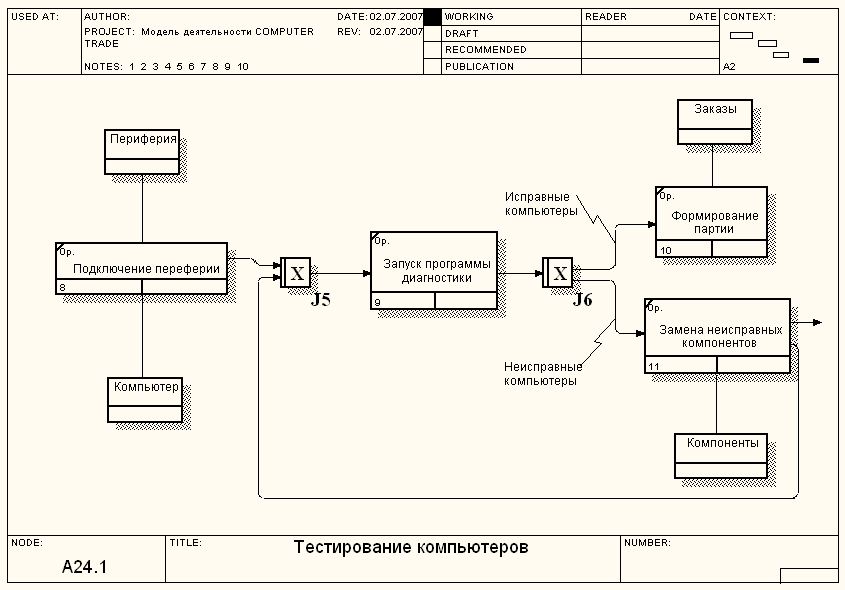 USED AT:
AUTHOR:
DATE: 02.07.2007
PROJECT: Модель деятельности COMPUTER
TRADE
REV: 02.07.2007
NOTES: 1 2 3 4 5 6 7 8 9 10
WORKING
DRAFT
RECOMMENDED
PUBLICATION
READER
DATE
CONTEXT:
A2
Периферия
0р.
Подключение переферии
8
Компьютер
X
J5
0р.
Запуск программы
диагностики
9
X
J6
Исправные
компьютеры
Неисправные
компьютеры
Заказы
0р.
Формирование
партии
10
0р.
Замена неисправных
компонентов
11
Компоненты
NODE:
A24.1
TITLE:
Тестирование компьютеров
NUMBER: